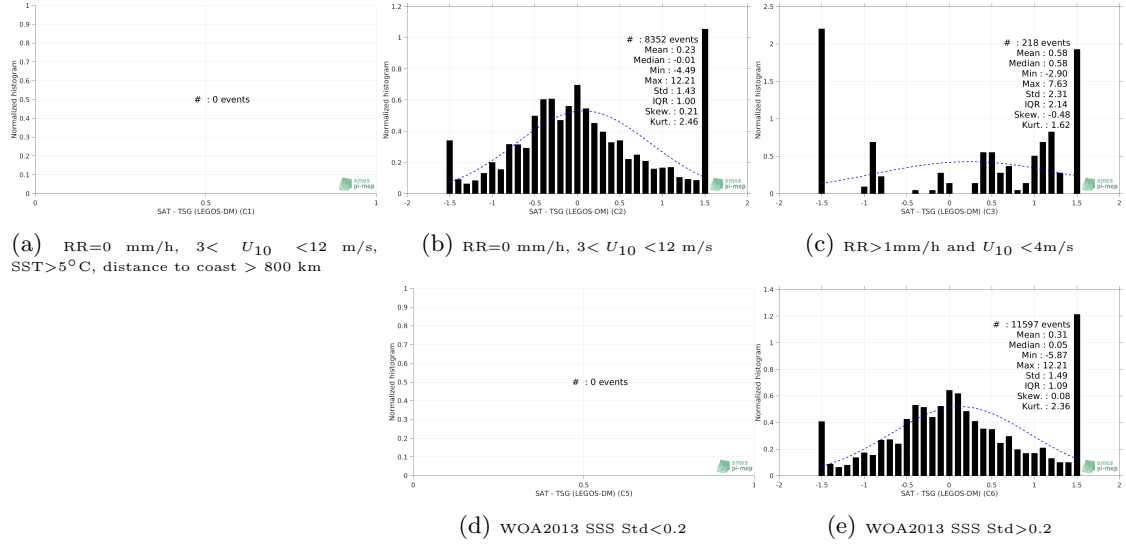 1
0.9
0.8
0.7
0.6
0.5
0.4
0.3
0.2
0.1
0
Normalized histogram
# : 0 events
0
0.5
1
SAT - TSG (LEGOS-DM) (C1)
smos
pi-mep
(a) RR=0 mm/h, 3< U10 <12 m/s,
SST>5°C, distance to coast > 800 km
1.2
1
0.8
0.6
0.4
0.2
0
Normalized histogram
# : 8352 events
Mean : 0.23
Median : -0.01
Min : -4.49
Max : 12.21
Std : 1.43
IQR : 1.00
Skew. : 0.21
Kurt. : 2.46
-2 -1.5 -1 -0.5 0 0.5 1 1.5 2
SAT - TSG (LEGOS-DM) (C2)
smos
pi-mep
(b) RR=0 mm/h, 3< U10 <12 m/s
2.5
2
1.5
1
0.5
0
Normalized histogram
# : 218 events
Mean : 0.58
Median : 0.58
Min : -2.90
Max : 7.63
Std : 2.31
IQR : 2.14
Skew. : -0.48
Kurt. : 1.62
-2 -1.5 -1 -0.5 0 0.5 1 1.5 2
SAT - TSG (LEGOS-DM) (C3)
smos
pi-mep
(c) RR>1mm/h and U10 <4m/s
1
0.9
0.8
0.7
0.6
0.5
0.4
0.3
0.2
0.1
0
Normalized histogram
# : 0 events
0
0.5
1
SAT - TSG (LEGOS-DM) (C5)
smos
pi-mep
(d) WOA2013 SSS Std<0.2
1.4
1.2
1
0.8
0.6
0.4
0.2
0
Normalized histogram
# : 11597 events
Mean : 0.31
Median : 0.05
Min : -5.87
Max : 12.21
Std : 1.49
IQR : 1.09
Skew. : 0.08
Kurt. : 2.36
-2 -1.5 -1 -0.5 0 0.5 1 1.5 2
SAT - TSG (LEGOS-DM) (C6)
smos
pi-mep
(e) WOA2013 SSS Std>0.2